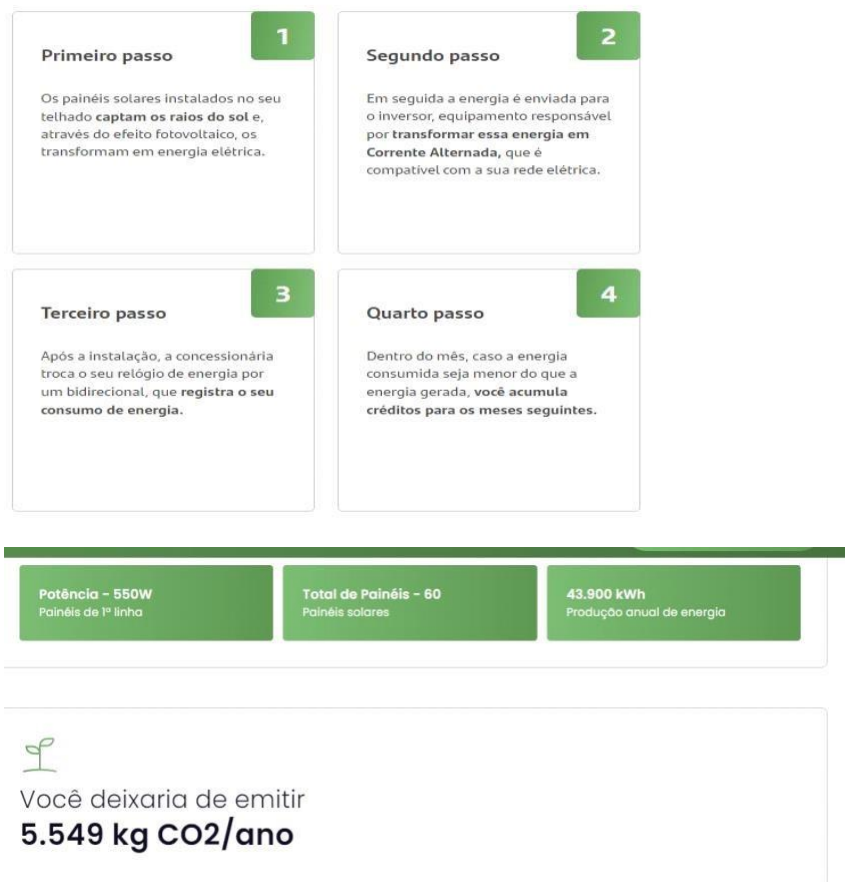 1
Primeiro passo
Os painéis solares instalados no seu
telhado captam os raios do sol e,
através do efeito fotovoltaico, os
transformam em energia elétrica.
2
Segundo passo
Em seguida a energia é enviada para
o inversor, equipamento responsável
por transformar essa energia em
Corrente Alternada, que é
compatível com a sua rede elétrica.
3
Terceiro passo
Após a instalação, a concessionária
troca o seu relógio de energia por
um bidirecional, que registra o seu
consumo de energia.
4
Quarto passo
Dentro do mês, caso a energia
consumida seja menor do que a
energia gerada, você acumula
créditos para os meses seguintes.
Potência - 550W
Painéis de 1ª linha
Total de Painéis - 60
Painéis solares
43.900 kWh
Produção anual de energia
Você deixaria de emitir
5.549 kg CO2/ano